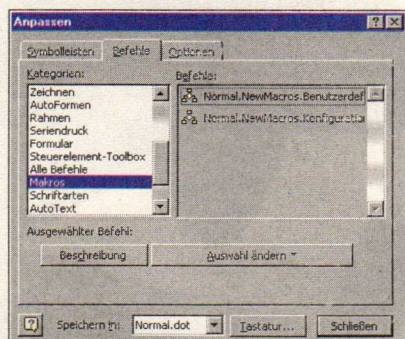 Anpassen
Symbolleisten Befehle Optionen
Kategorien: Befehle:
Zeichnen
AutoFormen
Rahmen
Seriendruck
Formular
Steuerelement-Toolbox
Alle Befehle
Makros
Schriftarten
AutoText
Normal.NewMacros.Benutzerdef
Normal.NewMacros.Konfiguration
Ausgewählter Befehl:
Beschreibung Auswahl ändern
Speichern in: Normal.dot Tastatur... Schließen